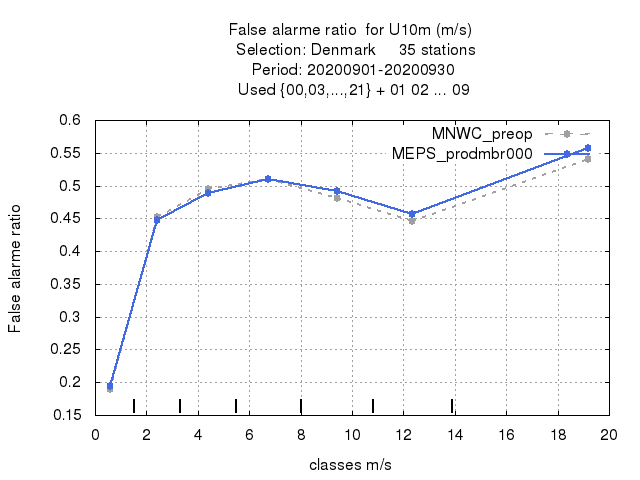 False alarme ratio  for U10m (m/s)
Selection: Denmark     35 stations
Period: 20200901-20200930
Used {00,03,...,21} + 01 02 ... 09
MNWC_preop
MEPS_prodmbr000
False alarme ratio
0.6
0.55
0.5
0.45
0.4
0.35
0.3
0.25
0.2
0.15
0 2 4 6 8 10 12 14 16 18 20
classes m/s